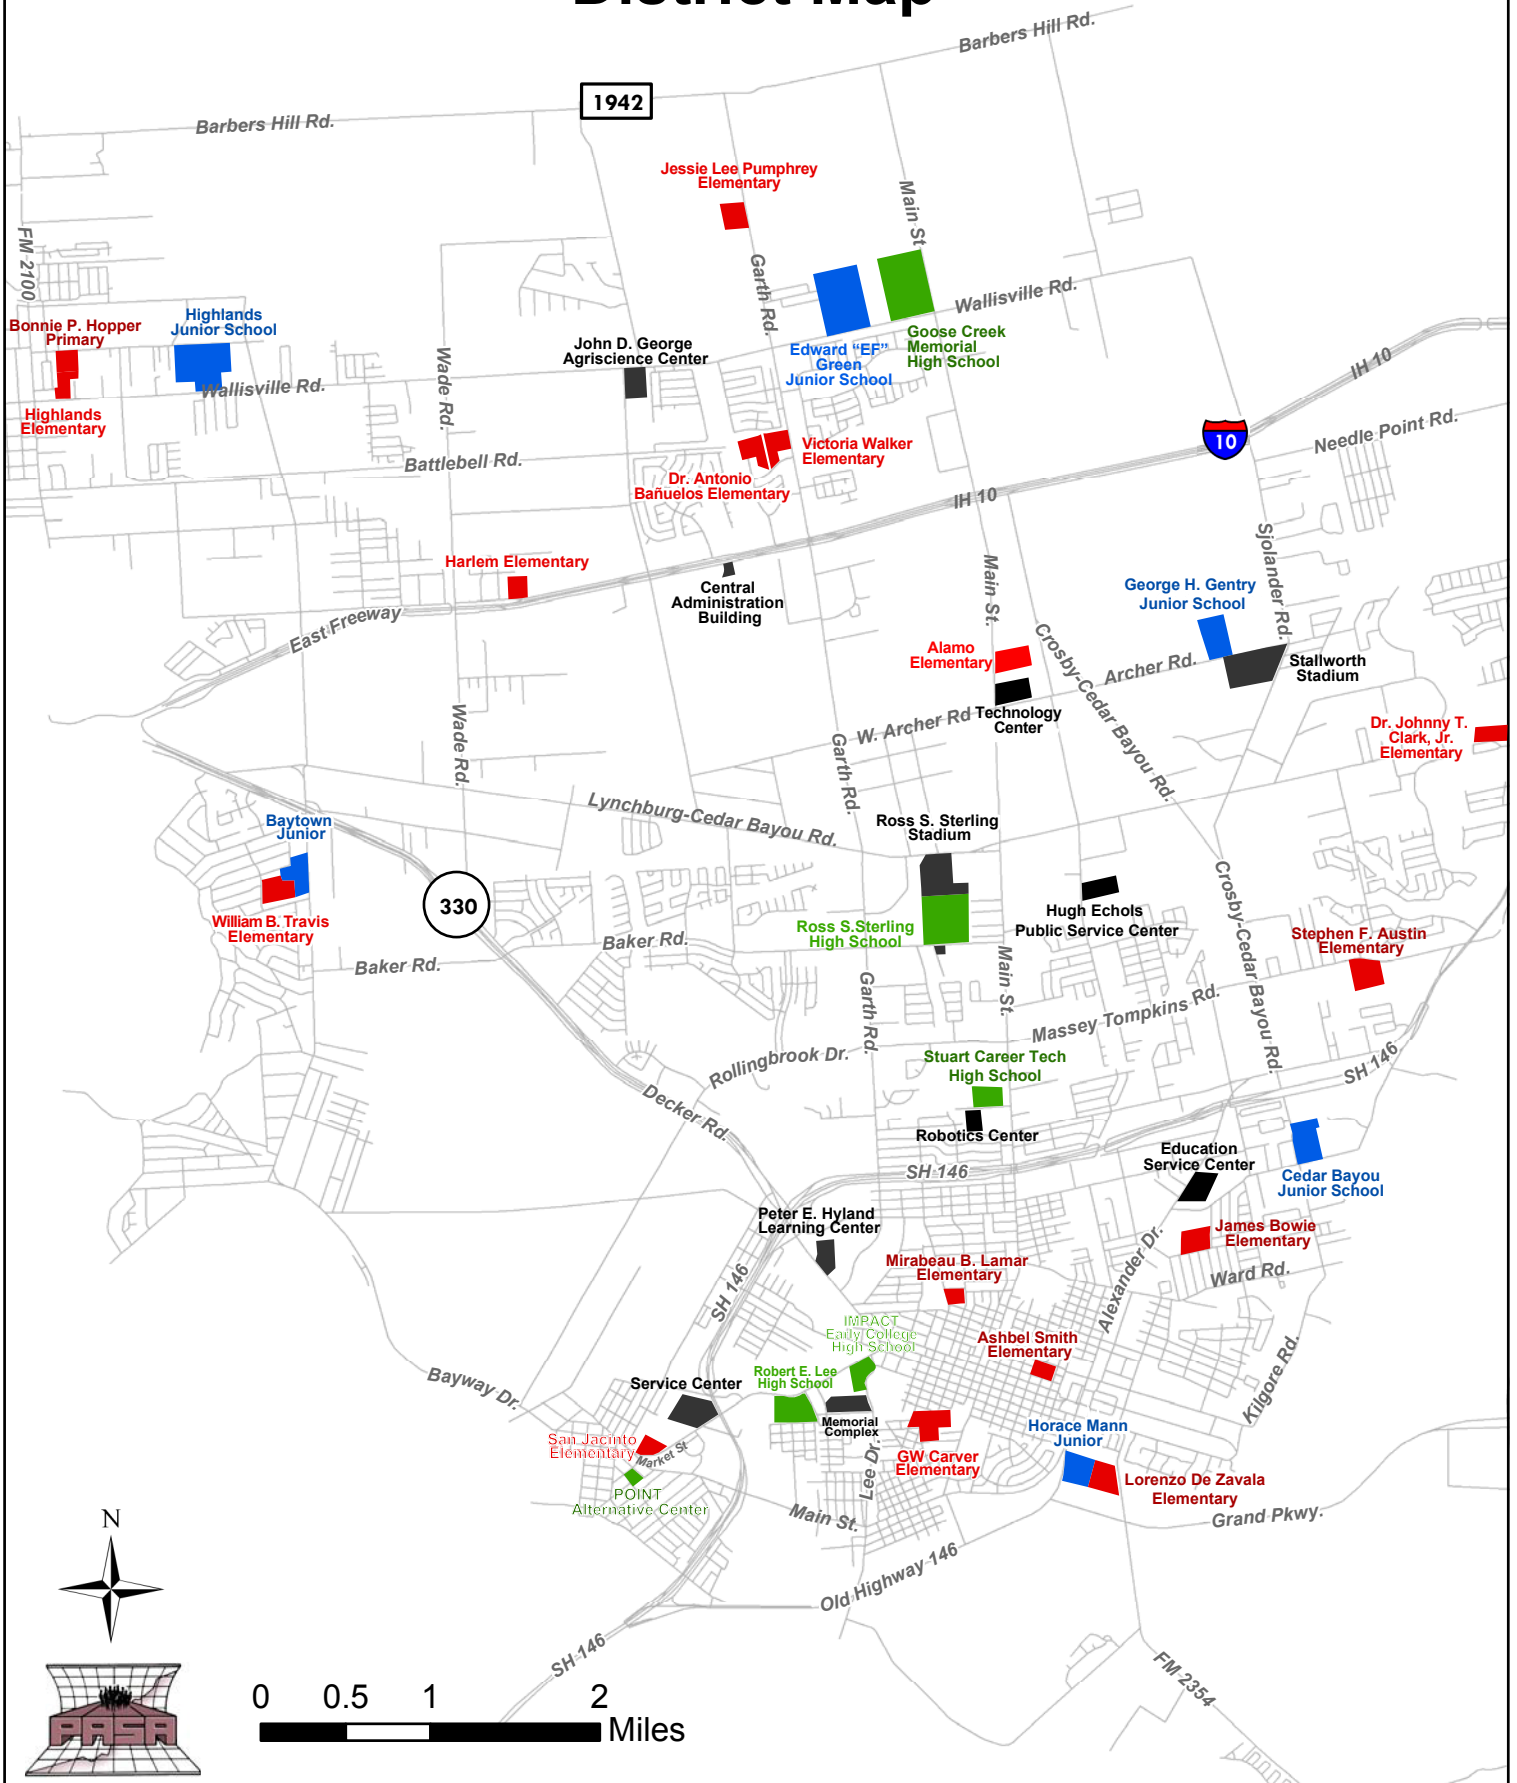 District Map
Barbers Hill Rd.
1942
Barbers Hill Rd.
Jessie Lee Pumphrey
Elementary
Main St
FM 2100
Garth Rd.
Wallisville Rd.
Bonnie P. Hopper
Primary
Highlands
Junior School
John D. George
Agriscience Center
Edward “EF”
Green
Junior School
Goose Creek
Memorial
High School
Wade Rd.
Wallisville Rd.
IH 10
Highlands
Elementary
10
Needle Point Rd.
Victoria Walker
Elementary
Battlebell Rd.
Dr. Antonio
Bañuelos Elementary
IH 10
Harlem Elementary
Central
Administration
Building
Main St.
Sjolander Rd.
George H. Gentry
Junior School
East Freeway
Alamo
Elementary
Crosby-Cedar Bayou Rd.
Archer Rd.
Stallworth
Stadium
Wade Rd.
W. Archer Rd
Technology
Center
Dr. Johnny T.
Clark, Jr.
Elementary
Garth Rd.
Lynchburg-Cedar Bayou Rd.
Baytown
Junior
Ross S. Sterling
Stadium
330
Hugh Echols
Public Service Center
Crosby-Cedar Bayou Rd.
William B. Travis
Elementary
Ross S.Sterling
High School
Baker Rd.
Stephen F. Austin
Elementary
Baker Rd.
Garth Rd.
Main St.
Massey Tompkins Rd.
Rollingbrook Dr.
Stuart Career Tech
High School
SH 146
Decker Rd.
Robotics Center
Education
Service Center
SH 146
Cedar Bayou
Junior School
Peter E. Hyland
Learning Center
James Bowie
Elementary
Mirabeau B. Lamar
Elementary
Alexander Dr.
Ward Rd.
SH 146
IMPACT
Early College
High School
Ashbel Smith
Elementary
Kilgore Rd.
Bayway Dr.
Service Center
Robert E. Lee
High School
Memorial
Complex
San Jacinto
Elementary
Market St
GW Carver
Elementary
Horace Mann
Junior
Lee Dr.
Lorenzo De Zavala
Elementary
POINT
Alternative Center
Main St.
Grand Pkwy.
N
Old Highway 146
SH 146
FM 2354
PASA
0 0.5 1 2
Miles